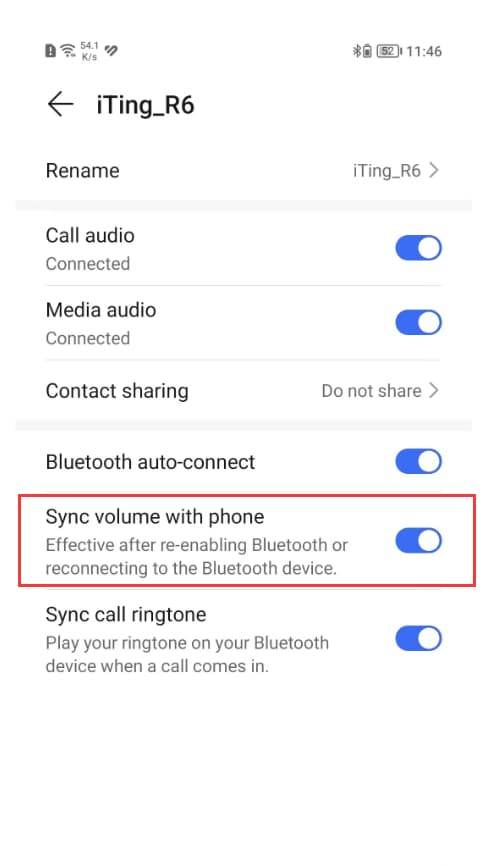 54.1
K/s
52
11:46
iTing_R6
Rename
iTing_R6
Call audio
Connected
Media audio
Connected
Contact sharing
Do not share
Bluetooth auto-connect
Sync volume with phone
Effective after re-enabling Bluetooth or
reconnecting to the Bluetooth device.
Sync call ringtone
Play your ringtone on your Bluetooth
device when a call comes in.